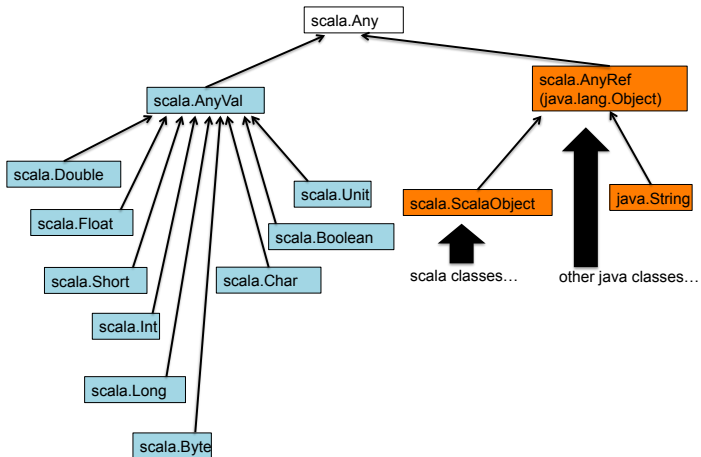 scala.Any
scala.AnyRef
(java.lang.Object)
scala.AnyVal
scala.Double
scala.Unit
scala.ScalaObject
java.String
scala.Float
scala.Boolean
scala.Short
scala.Char
scala classes…
other java classes…
scala.Int
scala.Long
scala.Byte